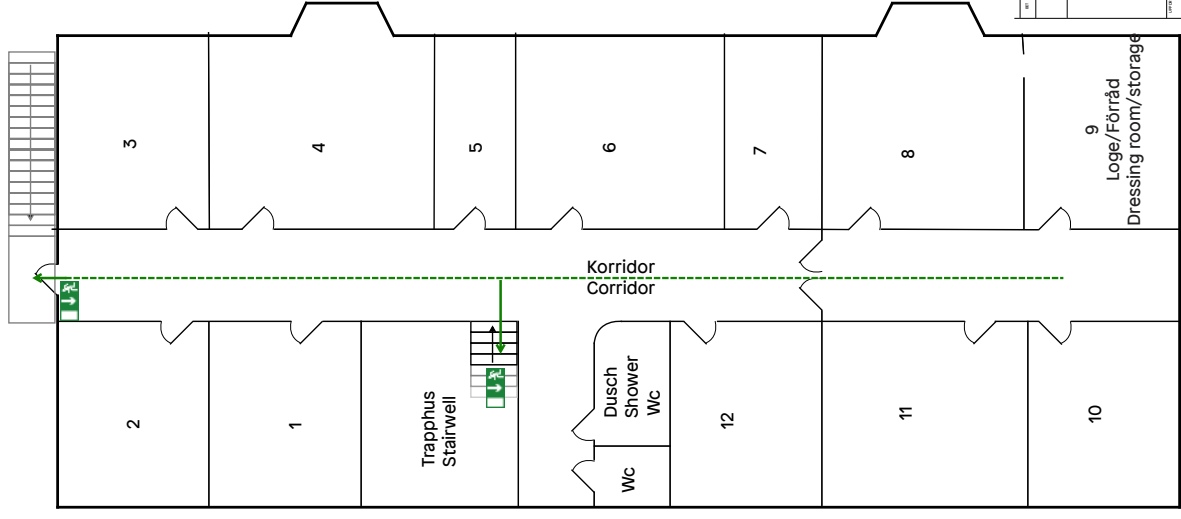 3
4
5
6
7
8
9
Loge/Förråd
Dressing room/storage
Korridor
Corridor
2
1
Trapphus
Stairwell
Dusch
Shower
Wc
Wc
12
11
10